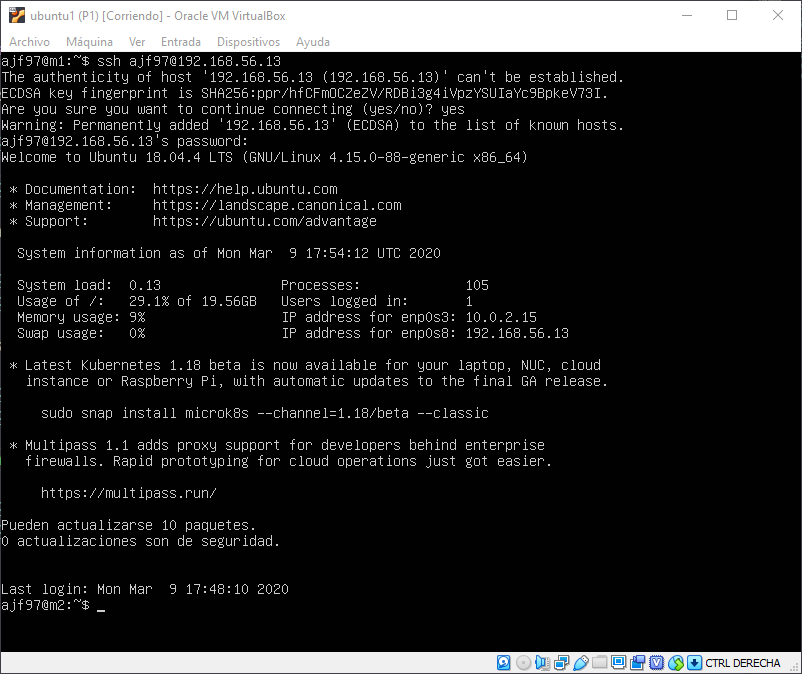 ubuntu1 (P1) [Corriendo] - Oracle VM VirtualBox
Archivo Máquina Ver Entrada Dispositivos Ayuda
ajf97@m1:~$ ssh ajf97@192.168.56.13
The authenticity of host '192.168.56.13 (192.168.56.13)' can't be established.
ECDSA key fingerprint is SHA256:ppr/hfCFmOCZeZV/RDBi3g4iVpzYSUIaYc9BpkeV73I.
Are you sure you want to continue connecting (yes/no)? yes
Warning: Permanently added '192.168.56.13' (ECDSA) to the list of known hosts.
ajf97@192.168.56.13's password:
Welcome to Ubuntu 18.04.4 LTS (GNU/Linux 4.15.0-88-generic x86_64)
* Documentation:  https://help.ubuntu.com
* Management:     https://landscape.canonical.com
* Support:        https://ubuntu.com/advantage
System information as of Mon Mar  9 17:54:12 UTC 2020
System load:  0.13               Processes:             105
Usage of /:   29.1% of 19.56GB   Users logged in:       1
Memory usage: 9%                 IP address for enp0s3: 10.0.2.15
Swap usage:   0%                 IP address for enp0s8: 192.168.56.13
* Latest Kubernetes 1.18 beta is now available for your laptop, NUC, cloud
instance or Raspberry Pi, with automatic updates to the final GA release.
sudo snap install microk8s --channel=1.18/beta --classic
* Multipass 1.1 adds proxy support for developers behind enterprise
firewalls. Rapid prototyping for cloud operations just got easier.
https://multipass.run/
Pueden actualizarse 10 paquetes.
0 actualizaciones son de seguridad.
Last login: Mon Mar  9 17:48:10 2020
ajf97@m2:~$ _
CTRL DERECHA